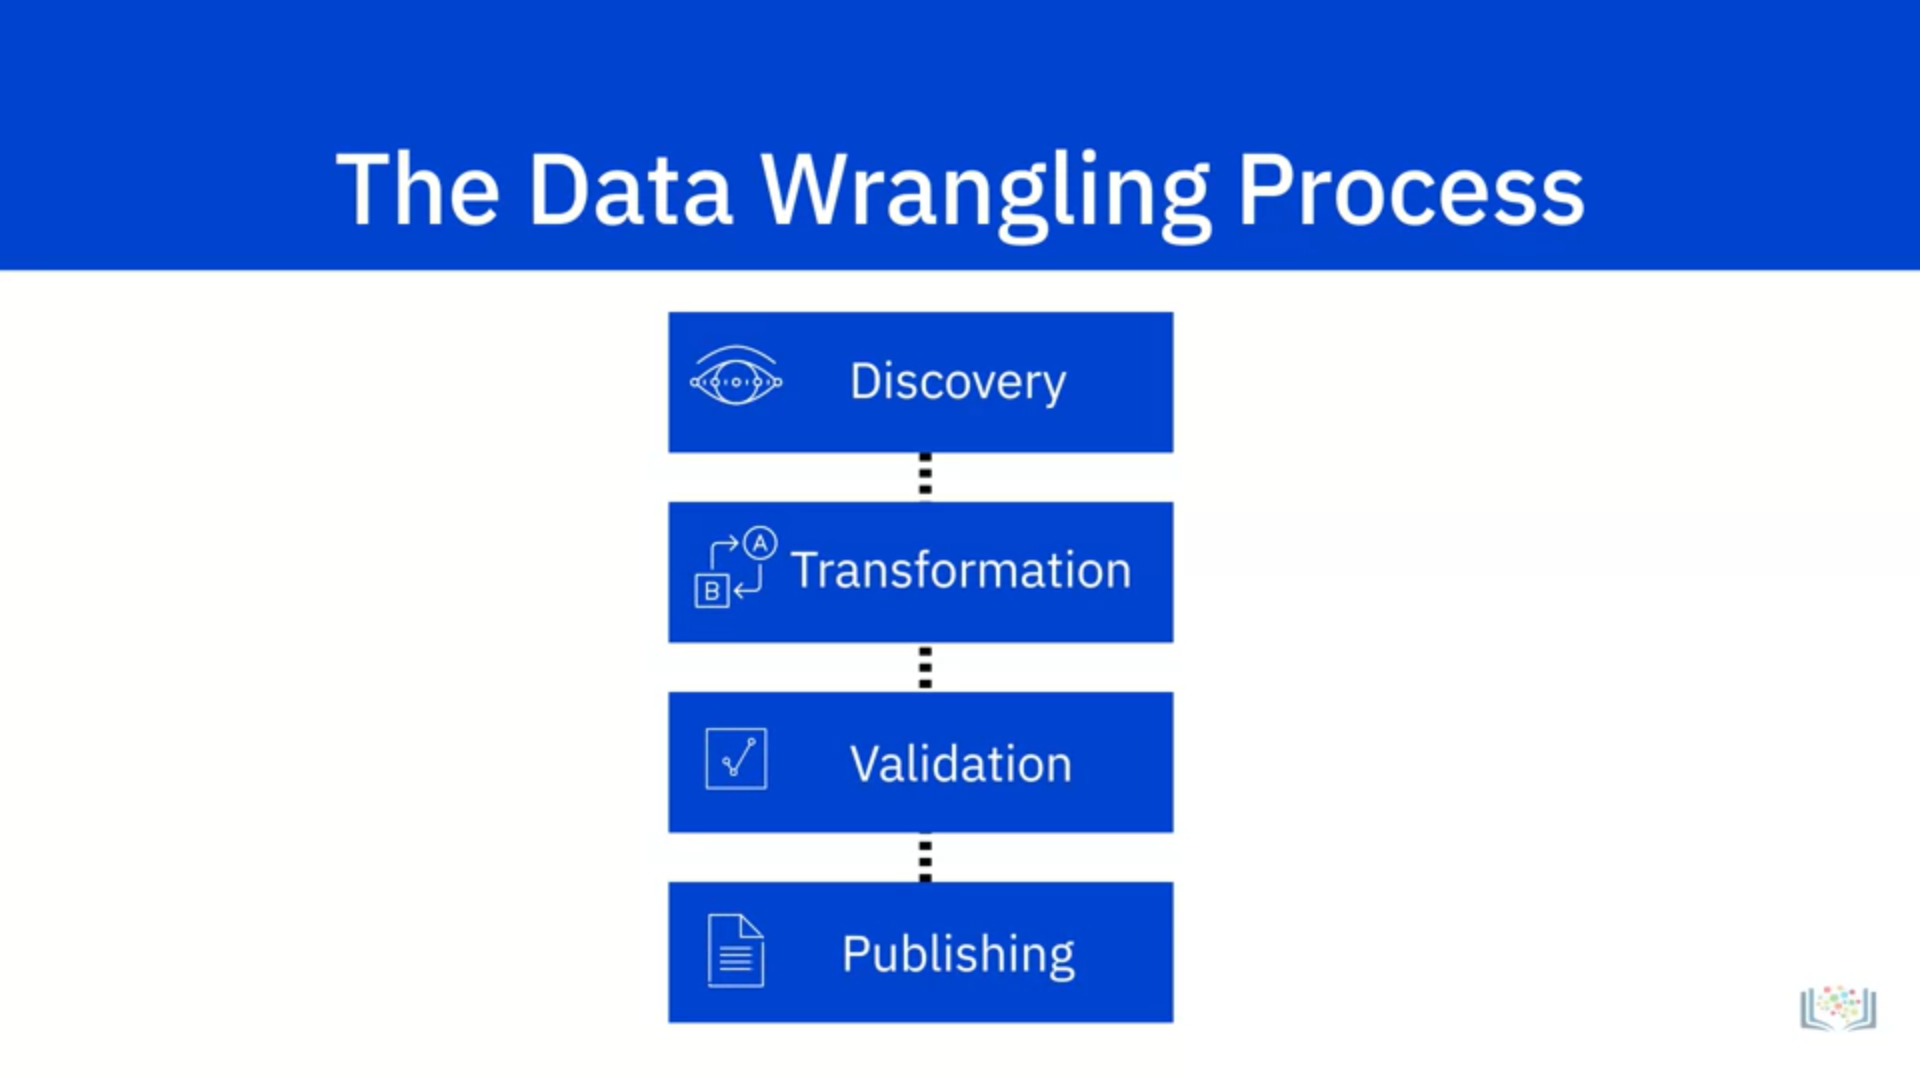 The Data Wrangling Process
Discovery
A
Transformation
B
Validation
Publishing